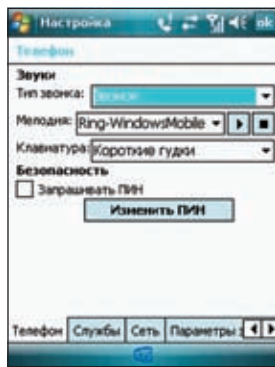 Настройка ok
Телефон
Звуки
Тип звонка: Звонок
Мелодия: Ring-WindowsMobile
Клавиатура: Короткие гудки
Безопасность
Запрашивать ПИН
Изменить ПИН
Телефон Службы Сеть Параметры